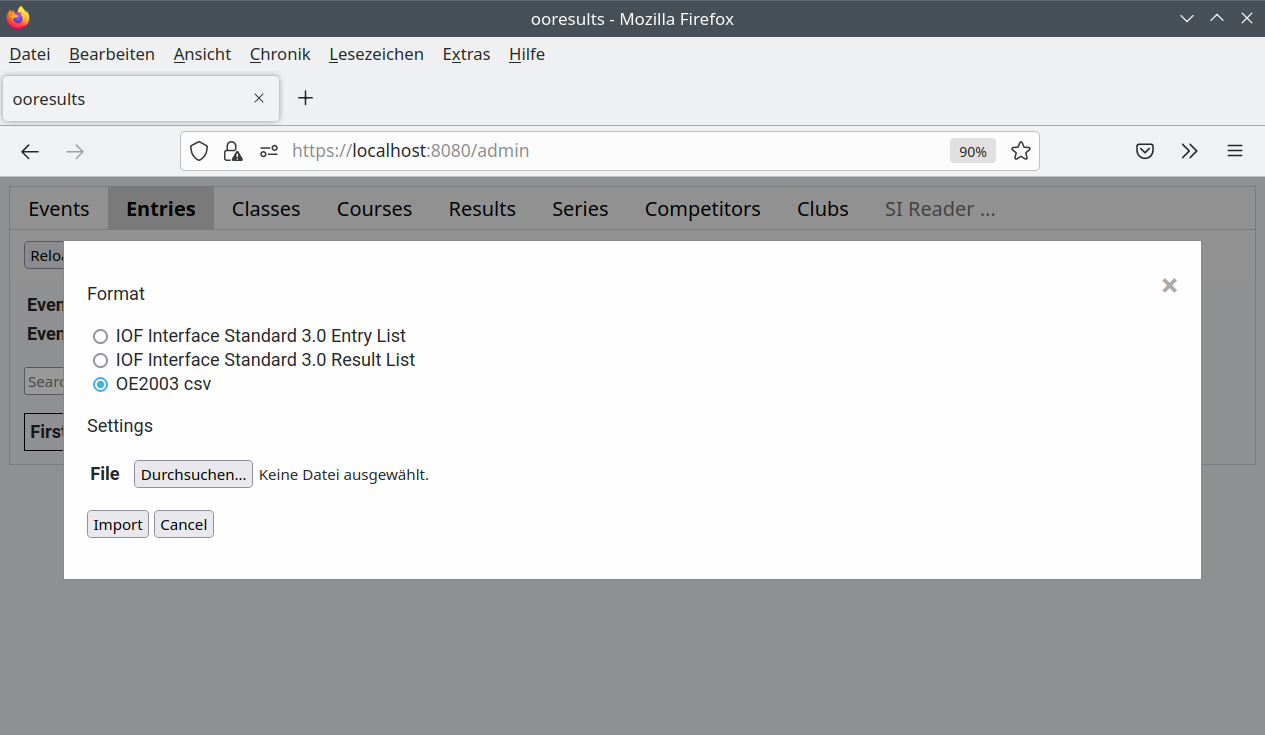 ooresults - Mozilla Firefox
Datei Bearbeiten Ansicht Chronik Lesezeichen Extras Hilfe
ooresults
https://localhost:8080/admin 90%
Events Entries Classes Courses Results Series Competitors Clubs SI Reader ...
Reloa
Format
Even
IOF Interface Standard 3.0 Entry List
Even
IOF Interface Standard 3.0 Result List
Searc
OE2003 csv
First
Settings
File Durchsuchen... Keine Datei ausgewählt.
Import Cancel